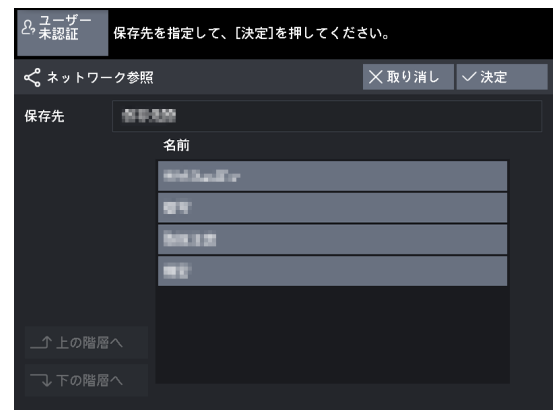 ユーザー
未認証
保存先を指定して、[決定]を押してください。
ネットワーク参照
取り消し
決定
保存先
名前
上の階層へ
下の階層へ